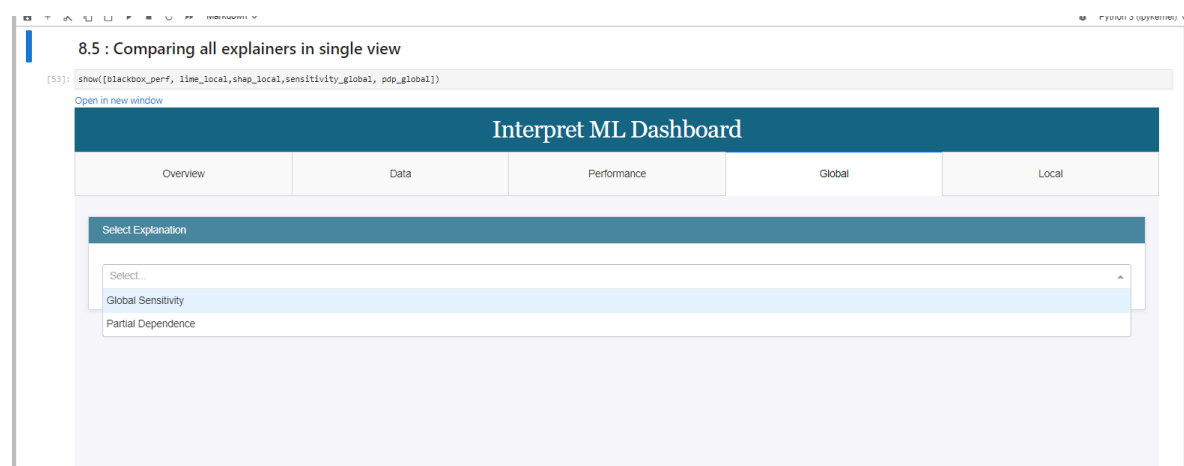 Markdown
Python 3 (ipykernel)
8.5 : Comparing all explainers in single view
[53]: show([blackbox_perf, lime_local,shap_local,sensitivity_global, pdp_global])
Open in new window
Interpret ML Dashboard
Overview Data Performance Global Local
Select Explanation
Select...
Global Sensitivity
Partial Dependence